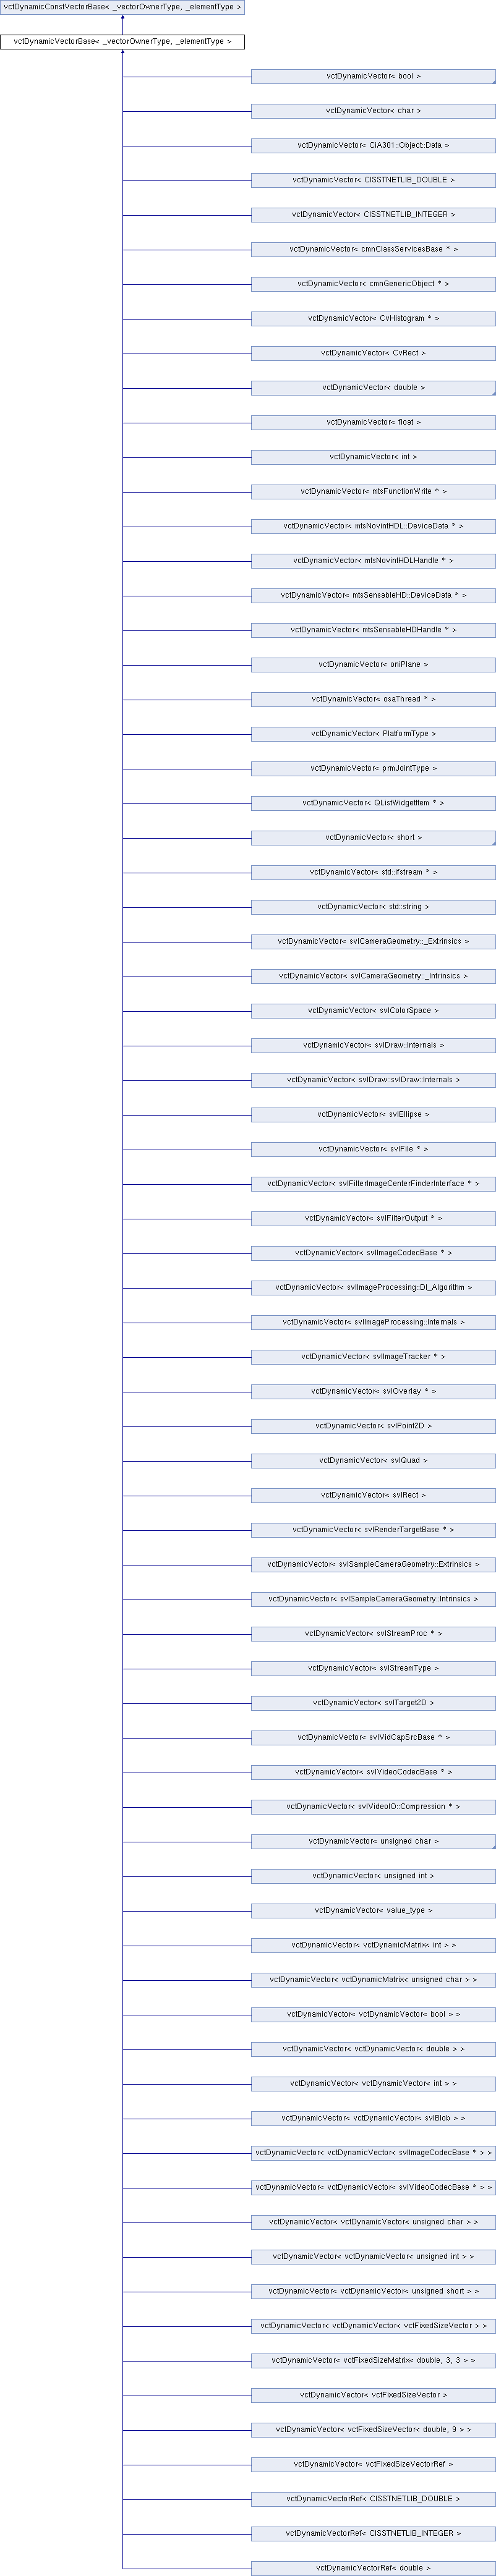 vctDynamicConstVectorBase< _vectorOwnerType, _elementType >
vctDynamicVectorBase< _vectorOwnerType, _elementType >
vctDynamicVector< bool >
vctDynamicVector< char >
vctDynamicVector< CiA301::Object::Data >
vctDynamicVector< CISSTNETLIB_DOUBLE >
vctDynamicVector< CISSTNETLIB_INTEGER >
vctDynamicVector< cmnClassServicesBase * >
vctDynamicVector< cmnGenericObject * >
vctDynamicVector< CvHistogram * >
vctDynamicVector< CvRect >
vctDynamicVector< double >
vctDynamicVector< float >
vctDynamicVector< int >
vctDynamicVector< mtsFunctionWrite * >
vctDynamicVector< mtsNovintHDL::DeviceData * >
vctDynamicVector< mtsNovintHDLHandle * >
vctDynamicVector< mtsSensableHD::DeviceData * >
vctDynamicVector< mtsSensableHDHandle * >
vctDynamicVector< oniPlane >
vctDynamicVector< osaThread * >
vctDynamicVector< PlatformType >
vctDynamicVector< prmJointType >
vctDynamicVector< QListWidgetItem * >
vctDynamicVector< short >
vctDynamicVector< std::ifstream * >
vctDynamicVector< std::string >
vctDynamicVector< svlCameraGeometry::_Extrinsics >
vctDynamicVector< svlCameraGeometry::_Intrinsics >
vctDynamicVector< svlColorSpace >
vctDynamicVector< svlDraw::Internals >
vctDynamicVector< svlDraw::svlDraw::Internals >
vctDynamicVector< svlEllipse >
vctDynamicVector< svlFile * >
vctDynamicVector< svlFilterImageCenterFinderInterface * >
vctDynamicVector< svlFilterOutput * >
vctDynamicVector< svlImageCodecBase * >
vctDynamicVector< svlImageProcessing::DI_Algorithm >
vctDynamicVector< svlImageProcessing::Internals >
vctDynamicVector< svlImageTracker * >
vctDynamicVector< svlOverlay * >
vctDynamicVector< svlPoint2D >
vctDynamicVector< svlQuad >
vctDynamicVector< svlRect >
vctDynamicVector< svlRenderTargetBase * >
vctDynamicVector< svlSampleCameraGeometry::Extrinsics >
vctDynamicVector< svlSampleCameraGeometry::Intrinsics >
vctDynamicVector< svlStreamProc * >
vctDynamicVector< svlStreamType >
vctDynamicVector< svlTarget2D >
vctDynamicVector< svlVidCapSrcBase * >
vctDynamicVector< svlVideoCodecBase * >
vctDynamicVector< svlVideoIO::Compression * >
vctDynamicVector< unsigned char >
vctDynamicVector< unsigned int >
vctDynamicVector< value_type >
vctDynamicVector< vctDynamicMatrix< int > >
vctDynamicVector< vctDynamicMatrix< unsigned char > >
vctDynamicVector< vctDynamicVector< bool > >
vctDynamicVector< vctDynamicVector< double > >
vctDynamicVector< vctDynamicVector< int > >
vctDynamicVector< vctDynamicVector< svlBlob > >
vctDynamicVector< vctDynamicVector< svlImageCodecBase * > >
vctDynamicVector< vctDynamicVector< svlVideoCodecBase * > >
vctDynamicVector< vctDynamicVector< unsigned char > >
vctDynamicVector< vctDynamicVector< unsigned int > >
vctDynamicVector< vctDynamicVector< unsigned short > >
vctDynamicVector< vctDynamicVector< vctFixedSizeVector > >
vctDynamicVector< vctFixedSizeMatrix< double, 3, 3 > >
vctDynamicVector< vctFixedSizeVector >
vctDynamicVector< vctFixedSizeVector< double, 9 > >
vctDynamicVector< vctFixedSizeVectorRef >
vctDynamicVectorRef< CISSTNETLIB_DOUBLE >
vctDynamicVectorRef< CISSTNETLIB_INTEGER >
vctDynamicVectorRef< double >